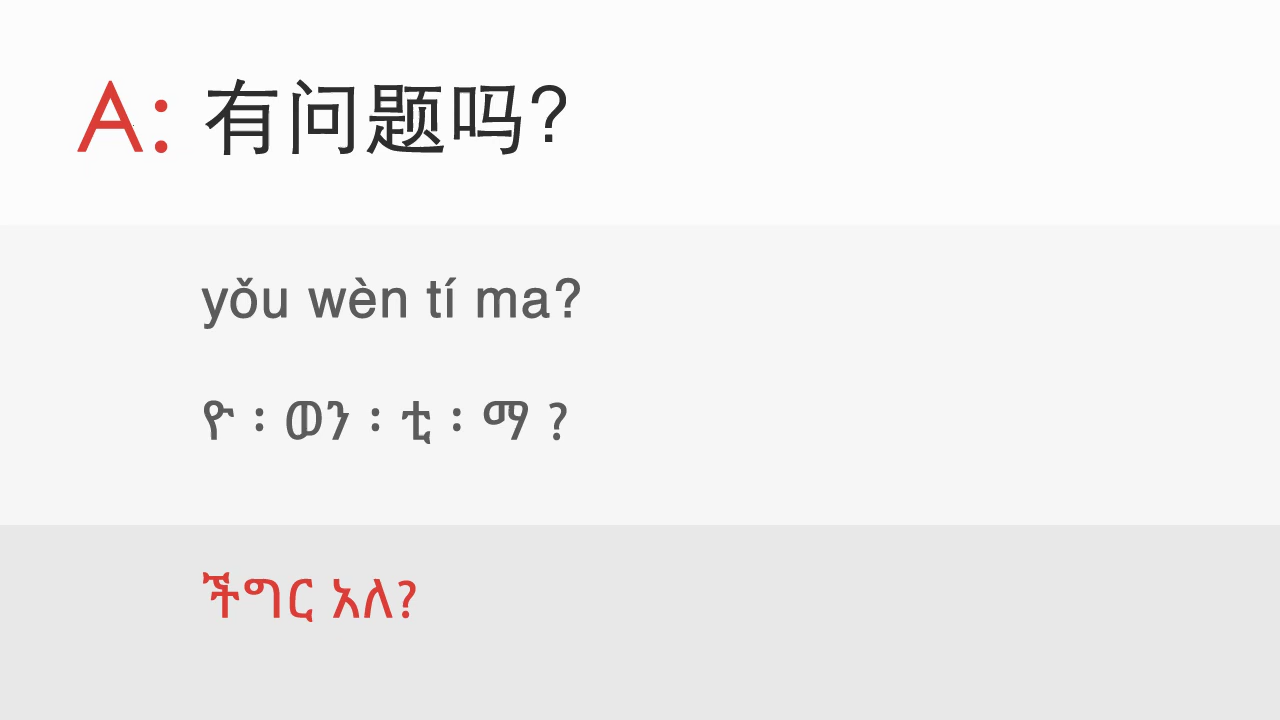 A: 有问题吗?
yǒu wèn tí ma?
ዮ ፡ ወን ፡ ቲ ፡ ማ ?
ችግር አለ?